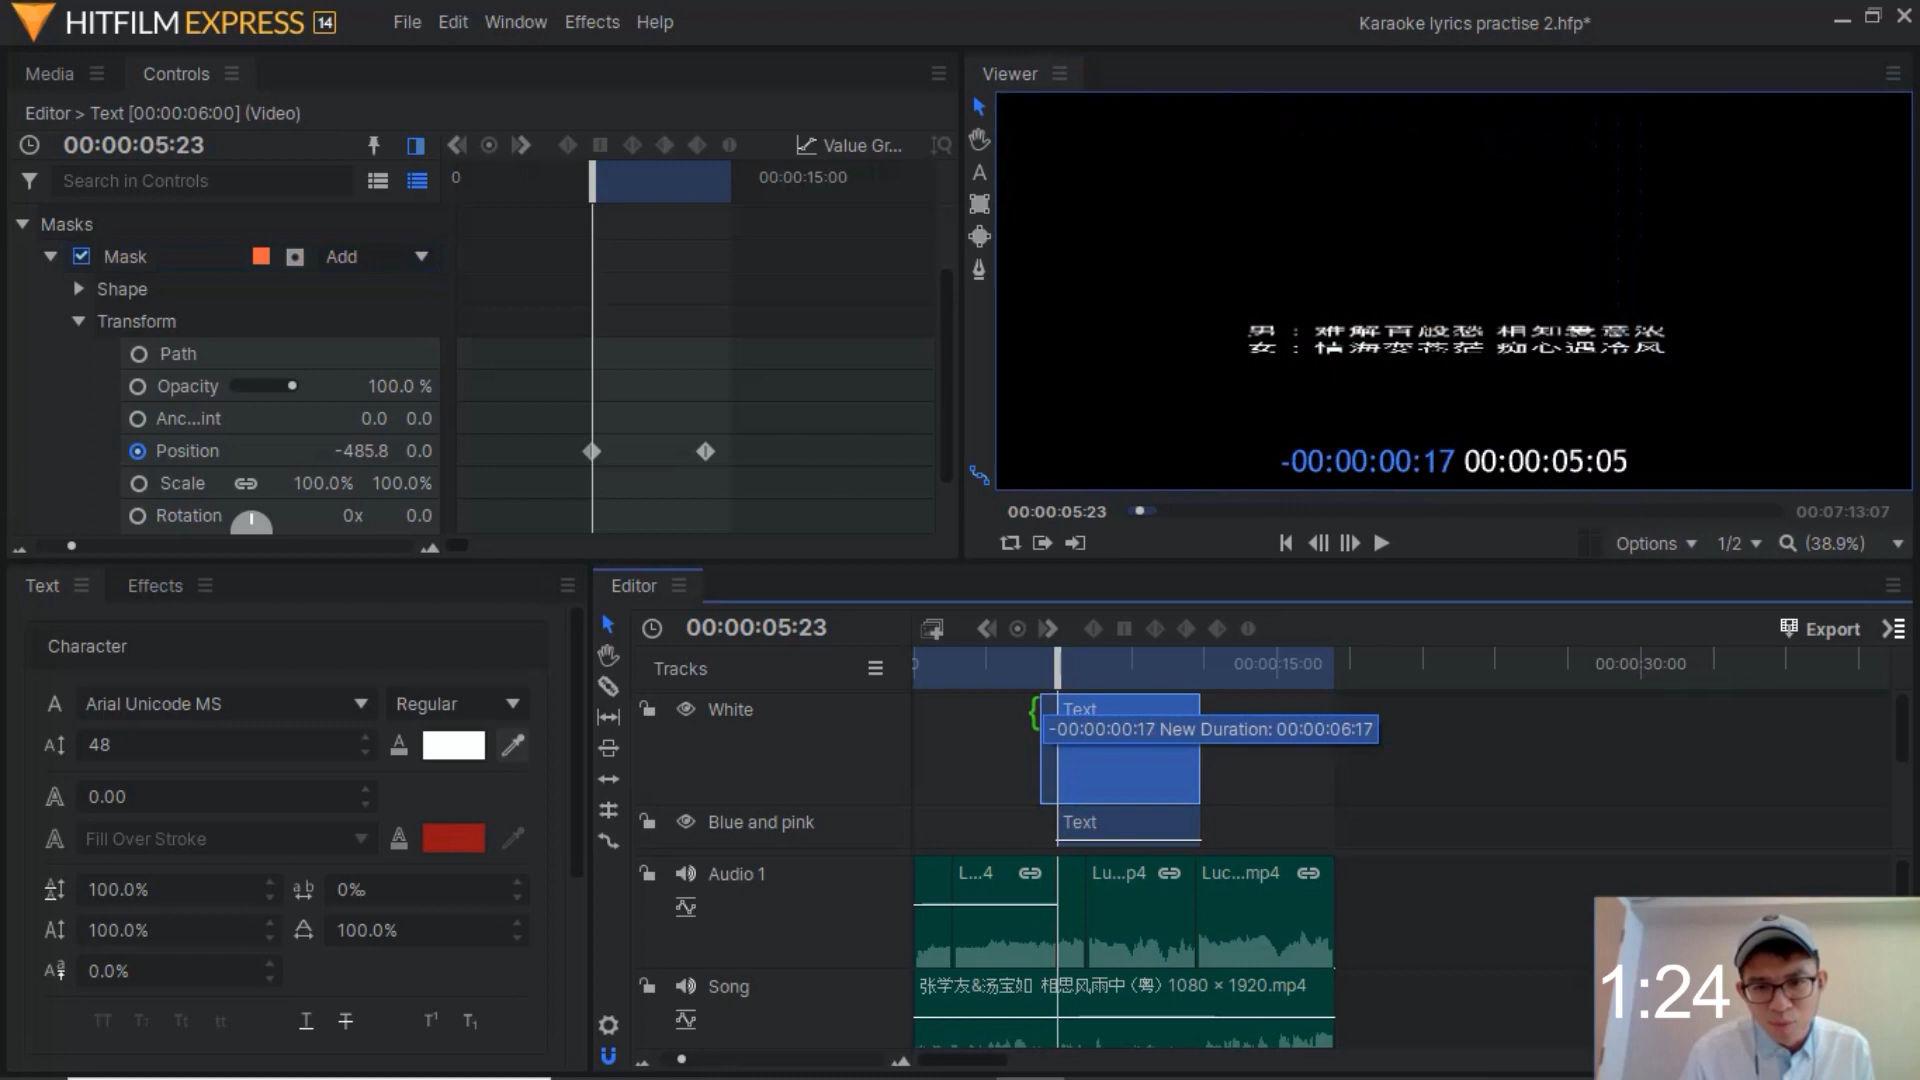 HITFILM EXPRESS 14
File Edit Window Effects Help
Karaoke lyrics practise 2.hfp*
Media
Controls
Viewer
Editor > Text [00:00:06:00] (Video)
00:00:05:23
Value Gr...
Search in Controls
0
00:00:15:00
Masks
Mask
Add
Shape
Transform
Path
Opacity 100.0 %
Anc...int 0.0 0.0
Position -485.8 0.0
Scale 100.0% 100.0%
Rotation 0x 0.0
-00:00:00:17 00:00:05:05
00:00:05:23
00:07:13:07
Options
1/2
(38.9%)
Text
Effects
Character
Arial Unicode MS
Regular
48
0.00
Fill Over Stroke
100.0%
0‰
100.0%
100.0%
0.0%
Editor
00:00:05:23
Export
Tracks
00:00:15:00
00:00:30:00
White
Text
-00:00:00:17 New Duration: 00:00:06:17
Blue and pink
Text
Audio 1
L...4
Lu...p4
Luc...mp4
Song
张学友&汤宝如 相思风雨中（粤）1080 × 1920.mp4
1:24